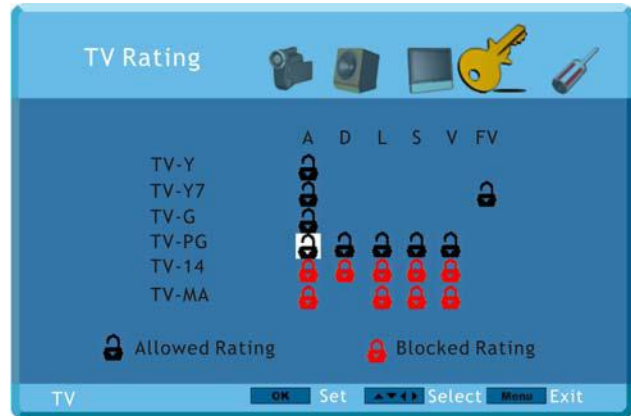 TV Rating
A D L S V FV
TV-Y
TV-Y7
TV-G
TV-PG
TV-14
TV-MA
Allowed Rating Blocked Rating
TV OK Set Select Menu Exit